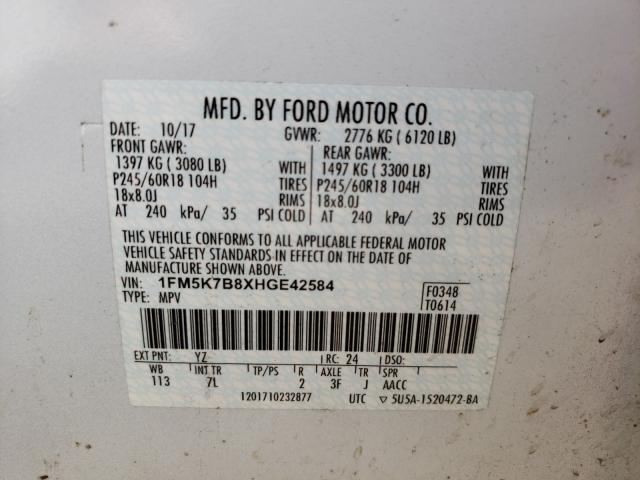 MFD. BY FORD MOTOR CO.
DATE: 10/17 GVWR: 2776 KG ( 6120 LB)
FRONT GAWR: REAR GAWR:
1397 KG ( 3080 LB) WITH 1497 KG ( 3300 LB) WITH
P245/60R18 104H TIRES P245/60R18 104H TIRES
18x8.0J RIMS 18x8.0J RIMS
AT 240 kPa/ 35 PSI COLD AT 240 kPa/ 35 PSI COLD
THIS VEHICLE CONFORMS TO ALL APPLICABLE FEDERAL MOTOR
VEHICLE SAFETY STANDARDS IN EFFECT ON THE DATE OF
MANUFACTURE SHOWN ABOVE.
VIN: 1FM5K7B8XHGE42584 F0348
TYPE: MPV T0614
EXT PNT: YZ RC: 24 DSO:
WB INT TR TP/PS R AXLE TR SPR
113 7L 2 3F J AACC
1201710232877 UTC ▽ 5U5A-1520472-BA